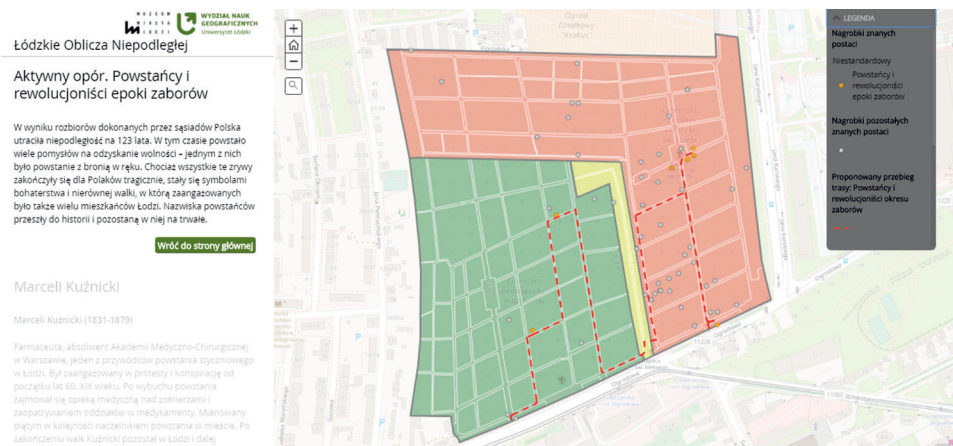 MUZEUM
MIASTA
ŁODZI
WYDZIAŁ NAUK
GEOGRAFICZNYCH
Uniwersytet Łódzki
Łódzkie Oblicza Niepodległej
Aktywny opór. Powstańcy i
rewolucjoniści epoki zaborów
W wyniku rozbiorów dokonanych przez sąsiadów Polska
utraciła niepodległość na 123 lata. W tym czasie powstało
wiele pomysłów na odzyskanie wolności – jednym z nich
było powstanie z bronią w ręku. Chociaż wszystkie te zrywy
zakończyły się dla Polaków tragicznie, stały się symbolami
bohaterstwa i nierównej walki, w którą zaangażowanych
było także wielu mieszkańców Łodzi. Nazwiska powstańców
przeszły do historii i pozostaną w niej na trwałe.
Wróć do strony głównej
Marceli Kuźnicki
Marceli Kuźnicki (1831-1879)
Farmaceuta, absolwent Akademii Medyczno-Chirurgicznej
w Warszawie, jeden z przywódców powstania styczniowego
w Łodzi. Był zaangażowany w protesty i konspirację od
początku lat 60. XIX wieku. Po wybuchu powstania
zajmował się opieką medyczną nad żołnierzami i
zaopatrywaniem oddziałów w medykamenty. Mianowany
piątym w kolejności naczelnikiem powstania w mieście. Po
zakończeniu walk Kuźnicki pozostał w Łodzi i dalej
Ogród
Działkowy
"Krokus"
Jana Karskiego
Ogrodowa
11228
LEGENDA
Nagrobki znanych
postaci
Niestandardowy
Powstańcy i
rewolucjoniści
epoki zaborów
Nagrobki pozostałych
znanych postaci
Proponowany przebieg
trasy: Powstańcy i
rewolucjoniści okresu
zaborów